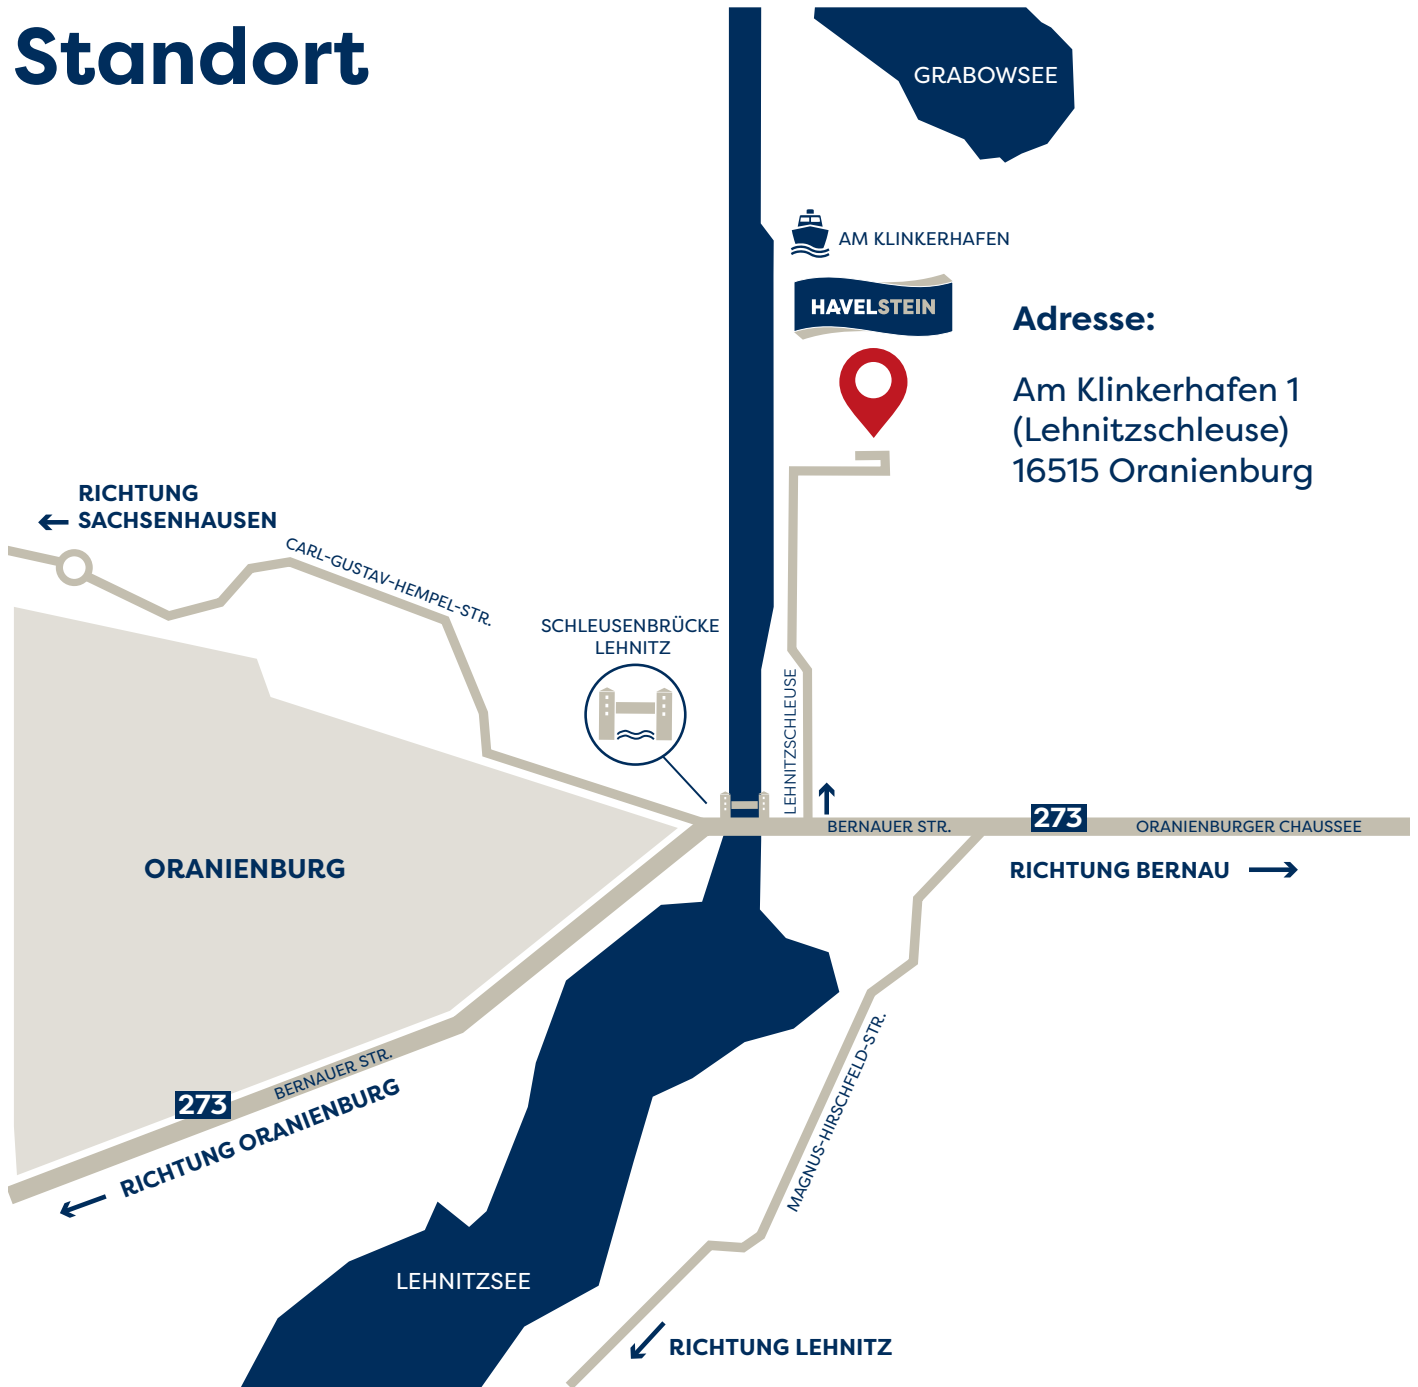 Standort
GRABOWSEE
AM KLINKERHAFEN
HAVELSTEIN
Adresse:
Am Klinkerhafen 1
(Lehnitzschleuse)
16515 Oranienburg
RICHTUNG
SACHSENHAUSEN
CARL-GUSTAV-HEMPEL-STR.
SCHLEUSENBRÜCKE
LEHNITZ
LEHNITZSCHLEUSE
BERNAUER STR.
273
ORANIENBURGER CHAUSSEE
RICHTUNG BERNAU
ORANIENBURG
BERNAUER STR.
273
RICHTUNG ORANIENBURG
MAGNUS-HIRSCHFELD-STR.
LEHNITZSEE
RICHTUNG LEHNITZ